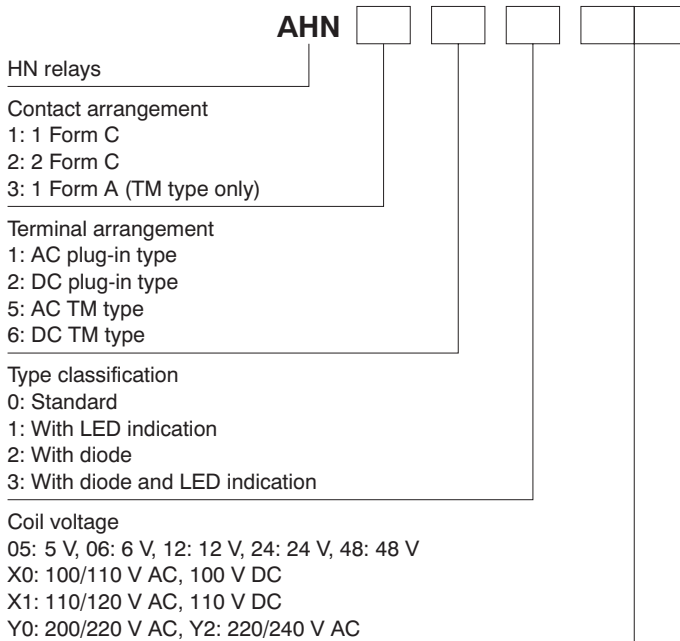 AHN
HN relays
Contact arrangement
1: 1 Form C
2: 2 Form C
3: 1 Form A (TM type only)
Terminal arrangement
1: AC plug-in type
2: DC plug-in type
5: AC TM type
6: DC TM type
Type classification
0: Standard
1: With LED indication
2: With diode
3: With diode and LED indication
Coil voltage
05: 5 V, 06: 6 V, 12: 12 V, 24: 24 V, 48: 48 V
X0: 100/110 V AC, 100 V DC
X1: 110/120 V AC, 110 V DC
Y0: 200/220 V AC, Y2: 220/240 V AC